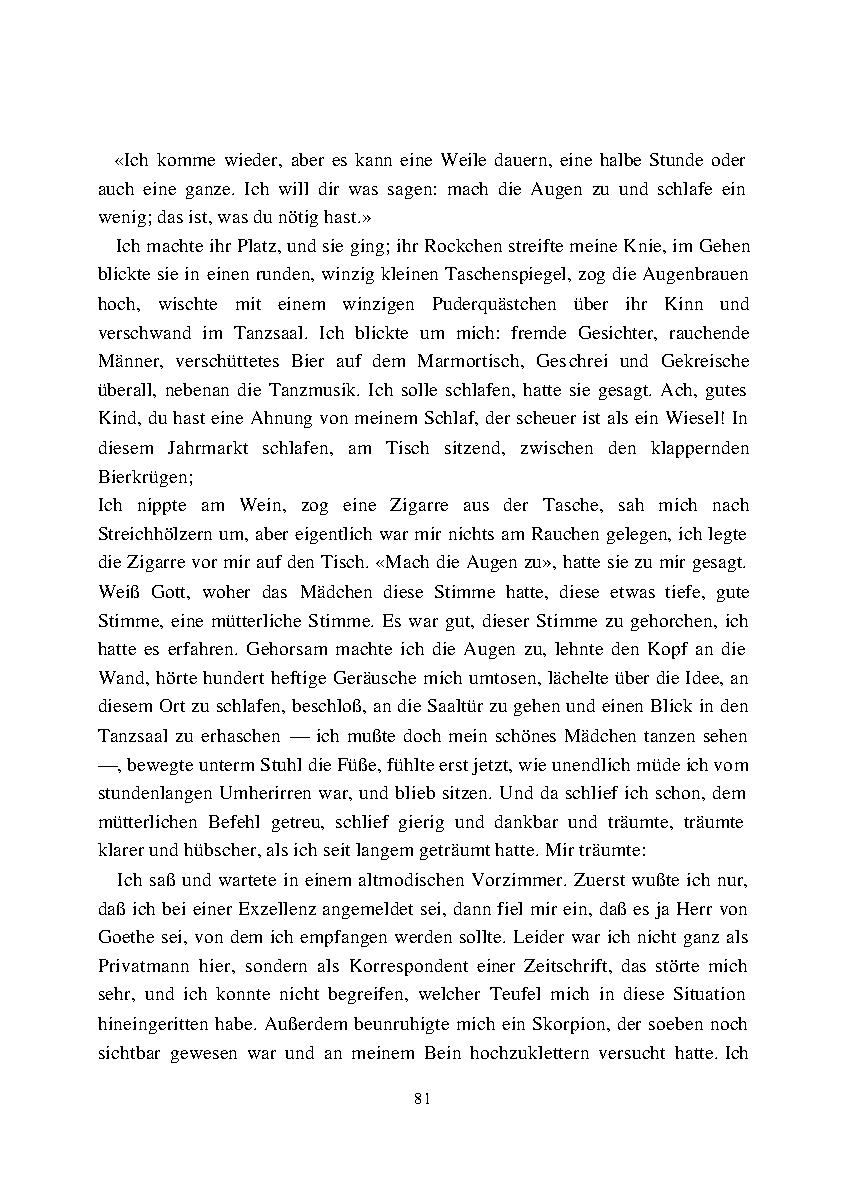 «Ich komme wieder, aber es kann eine Weile dauern, eine halbe Stunde oder
auch eine ganze. Ich will dir was sagen: mach die Augen zu und schlafe ein
wenig; das ist, was du nötig hast.»
Ich machte ihr Platz, und sie ging; ihr Rockchen streifte meine Knie, im Gehen
blickte sie in einen runden, winzig kleinen Taschenspiegel, zog die Augenbrauen
hoch, wischte mit einem winzigen Puderquästchen über ihr Kinn und
verschwand im Tanzsaal. Ich blickte um mich: fremde Gesichter, rauchende
Männer, verschüttetes Bier auf dem Marmortisch, Geschrei und Gekreische
überall, nebenan die Tanzmusik. Ich solle schlafen, hatte sie gesagt. Ach, gutes
Kind, du hast eine Ahnung von meinem Schlaf, der scheuer ist als ein Wiesel! In
diesem Jahrmarkt schlafen, am Tisch sitzend, zwischen den klappernden
Bierkrügen;
Ich nippte am Wein, zog eine Zigarre aus der Tasche, sah mich nach
Streichhölzern um, aber eigentlich war mir nichts am Rauchen gelegen, ich legte
die Zigarre vor mir auf den Tisch. «Mach die Augen zu», hatte sie zu mir gesagt.
Weiß Gott, woher das Mädchen diese Stimme hatte, diese etwas tiefe, gute
Stimme, eine mütterliche Stimme. Es war gut, dieser Stimme zu gehorchen, ich
hatte es erfahren. Gehorsam machte ich die Augen zu, lehnte den Kopf an die
Wand, hörte hundert heftige Geräusche mich umtosen, lächelte über die Idee, an
diesem Ort zu schlafen, beschloß, an die Saaltür zu gehen und einen Blick in den
Tanzsaal zu erhaschen — ich mußte doch mein schönes Mädchen tanzen sehen
—, bewegte unterm Stuhl die Füße, fühlte erst jetzt, wie unendlich müde ich vom
stundenlangen Umherirren war, und blieb sitzen. Und da schlief ich schon, dem
mütterlichen Befehl getreu, schlief gierig und dankbar und träumte, träumte
klarer und hübscher, als ich seit langem geträumt hatte. Mir träumte:
Ich saß und wartete in einem altmodischen Vorzimmer. Zuerst wußte ich nur,
daß ich bei einer Exzellenz angemeldet sei, dann fiel mir ein, daß es ja Herr von
Goethe sei, von dem ich empfangen werden sollte. Leider war ich nicht ganz als
Privatmann hier, sondern als Korrespondent einer Zeitschrift, das störte mich
sehr, und ich konnte nicht begreifen, welcher Teufel mich in diese Situation
hineingeritten habe. Außerdem beunruhigte mich ein Skorpion, der soeben noch
sichtbar gewesen war und an meinem Bein hochzuklettern versucht hatte. Ich
81